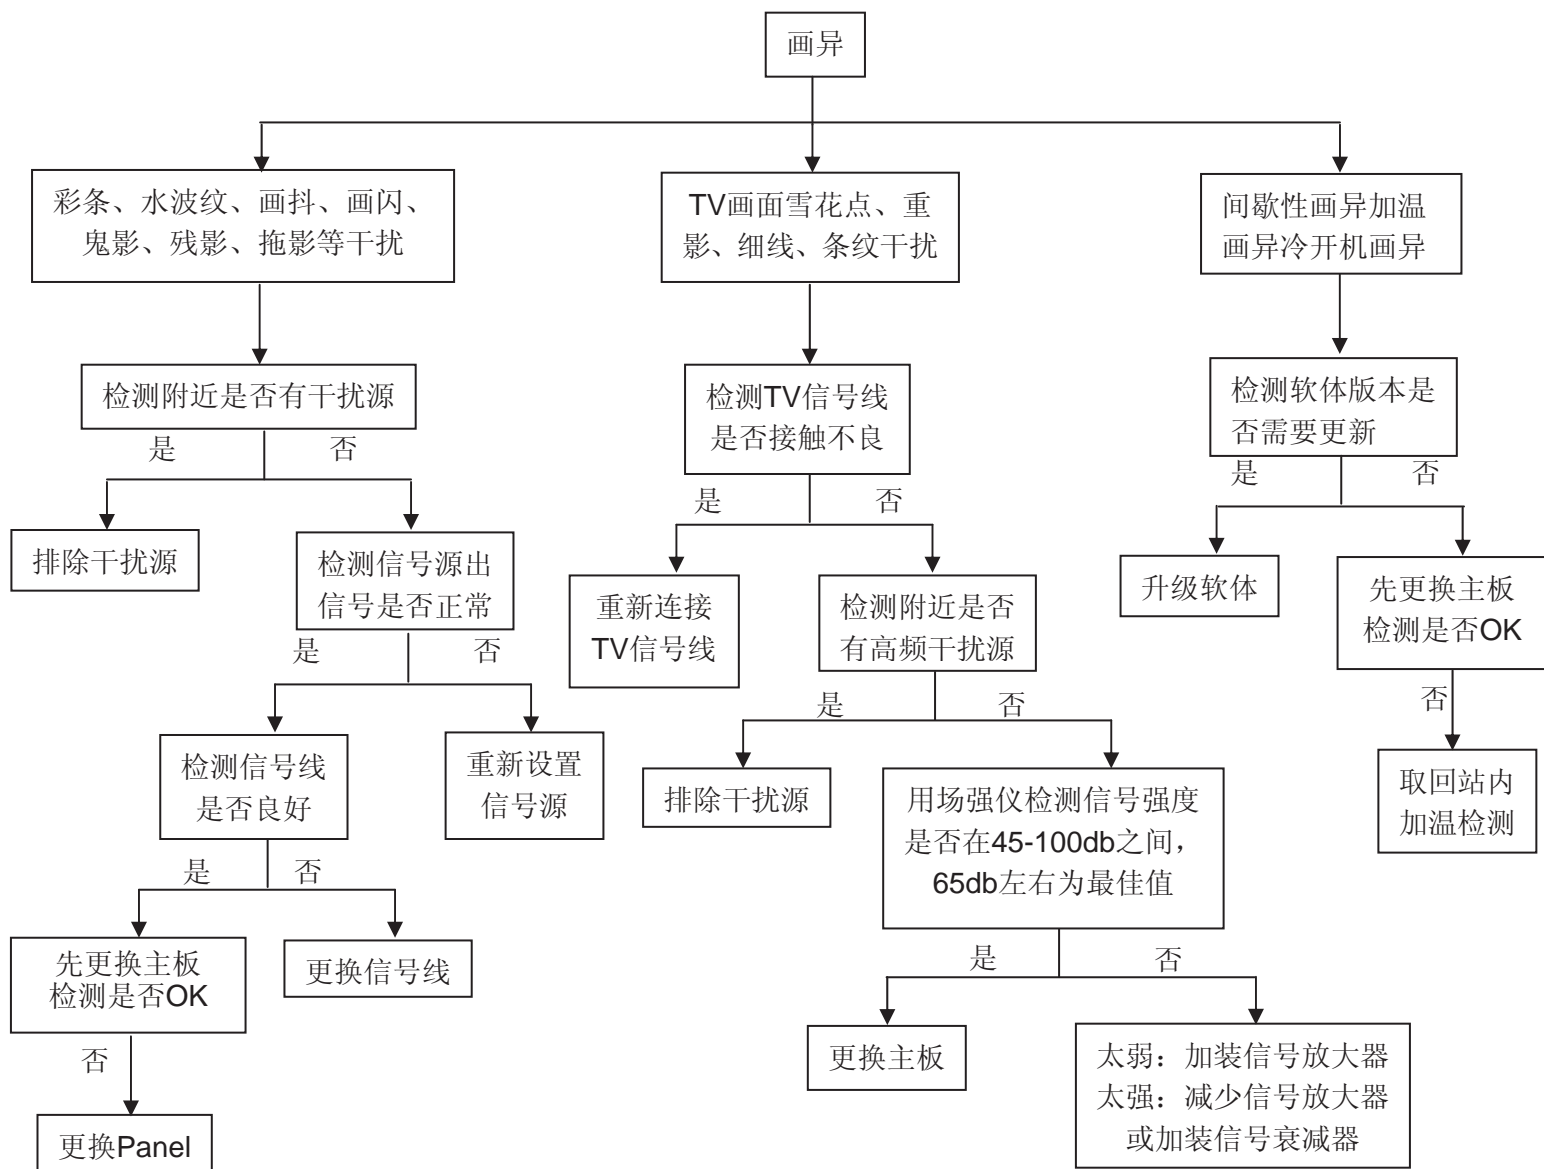 画异
彩条、水波纹、画抖、画闪、
鬼影、残影、拖影等干扰
TV画面雪花点、重
影、细线、条纹干扰
间歇性画异加温
画异冷开机画异
检测附近是否有干扰源
检测TV信号线
是否接触不良
检测软体版本是
否需要更新
是
否
是
否
是
否
排除干扰源
检测信号源出
信号是否正常
重新连接
TV信号线
检测附近是否
有高频干扰源
升级软体
先更换主板
检测是否OK
是
否
是
否
否
检测信号线
是否良好
重新设置
信号源
排除干扰源
用场强仪检测信号强度
是否在45-100db之间，
65db左右为最佳值
取回站内
加温检测
是
否
是
否
先更换主板
检测是否OK
更换信号线
更换主板
太弱：加装信号放大器
太强：减少信号放大器
或加装信号衰减器
否
更换Panel